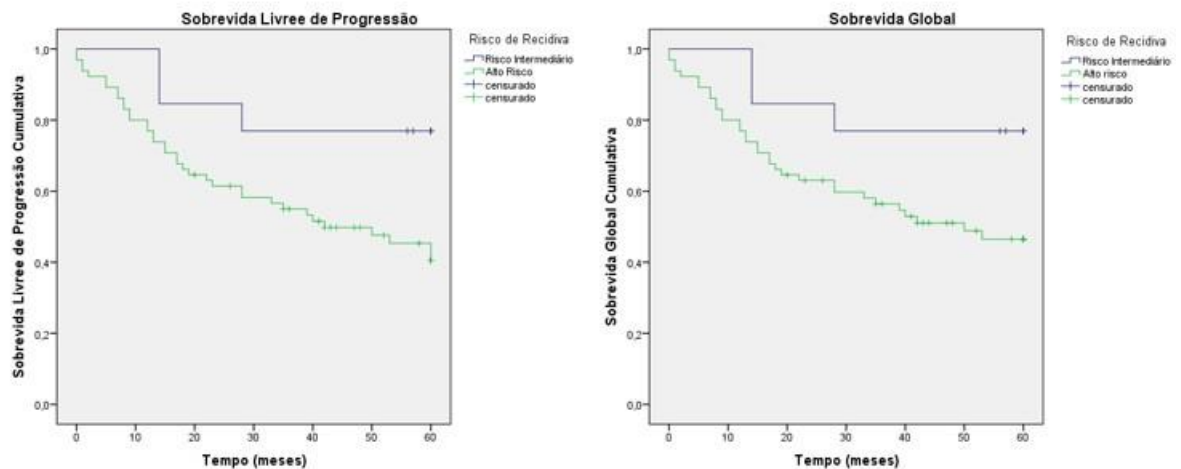 Sobrevida Livree de Progressão
Sobrevida Livree de Progressão Cumulativa
1,0
0,8
0,6
0,4
0,2
0,0
0 10 20 30 40 50 60
Tempo (meses)
Risco de Recidiva
Risco Intermediário
Alto Risco
censurado
censurado
Sobrevida Global
Sobrevida Global Cumulativa
1,0
0,8
0,6
0,4
0,2
0,0
0 10 20 30 40 50 60
Tempo (meses)
Risco de Recidiva
Risco Intermediário
Alto risco
censurado
censurado